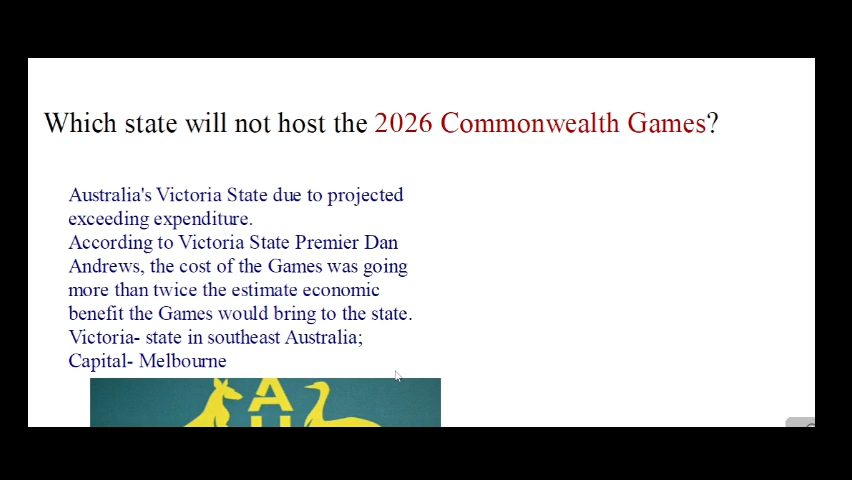 Which state will not host the 2026 Commonwealth Games?
Australia's Victoria State due to projected
exceeding expenditure.
According to Victoria State Premier Dan
Andrews, the cost of the Games was going
more than twice the estimate economic
benefit the Games would bring to the state.
Victoria- state in southeast Australia;
Capital- Melbourne